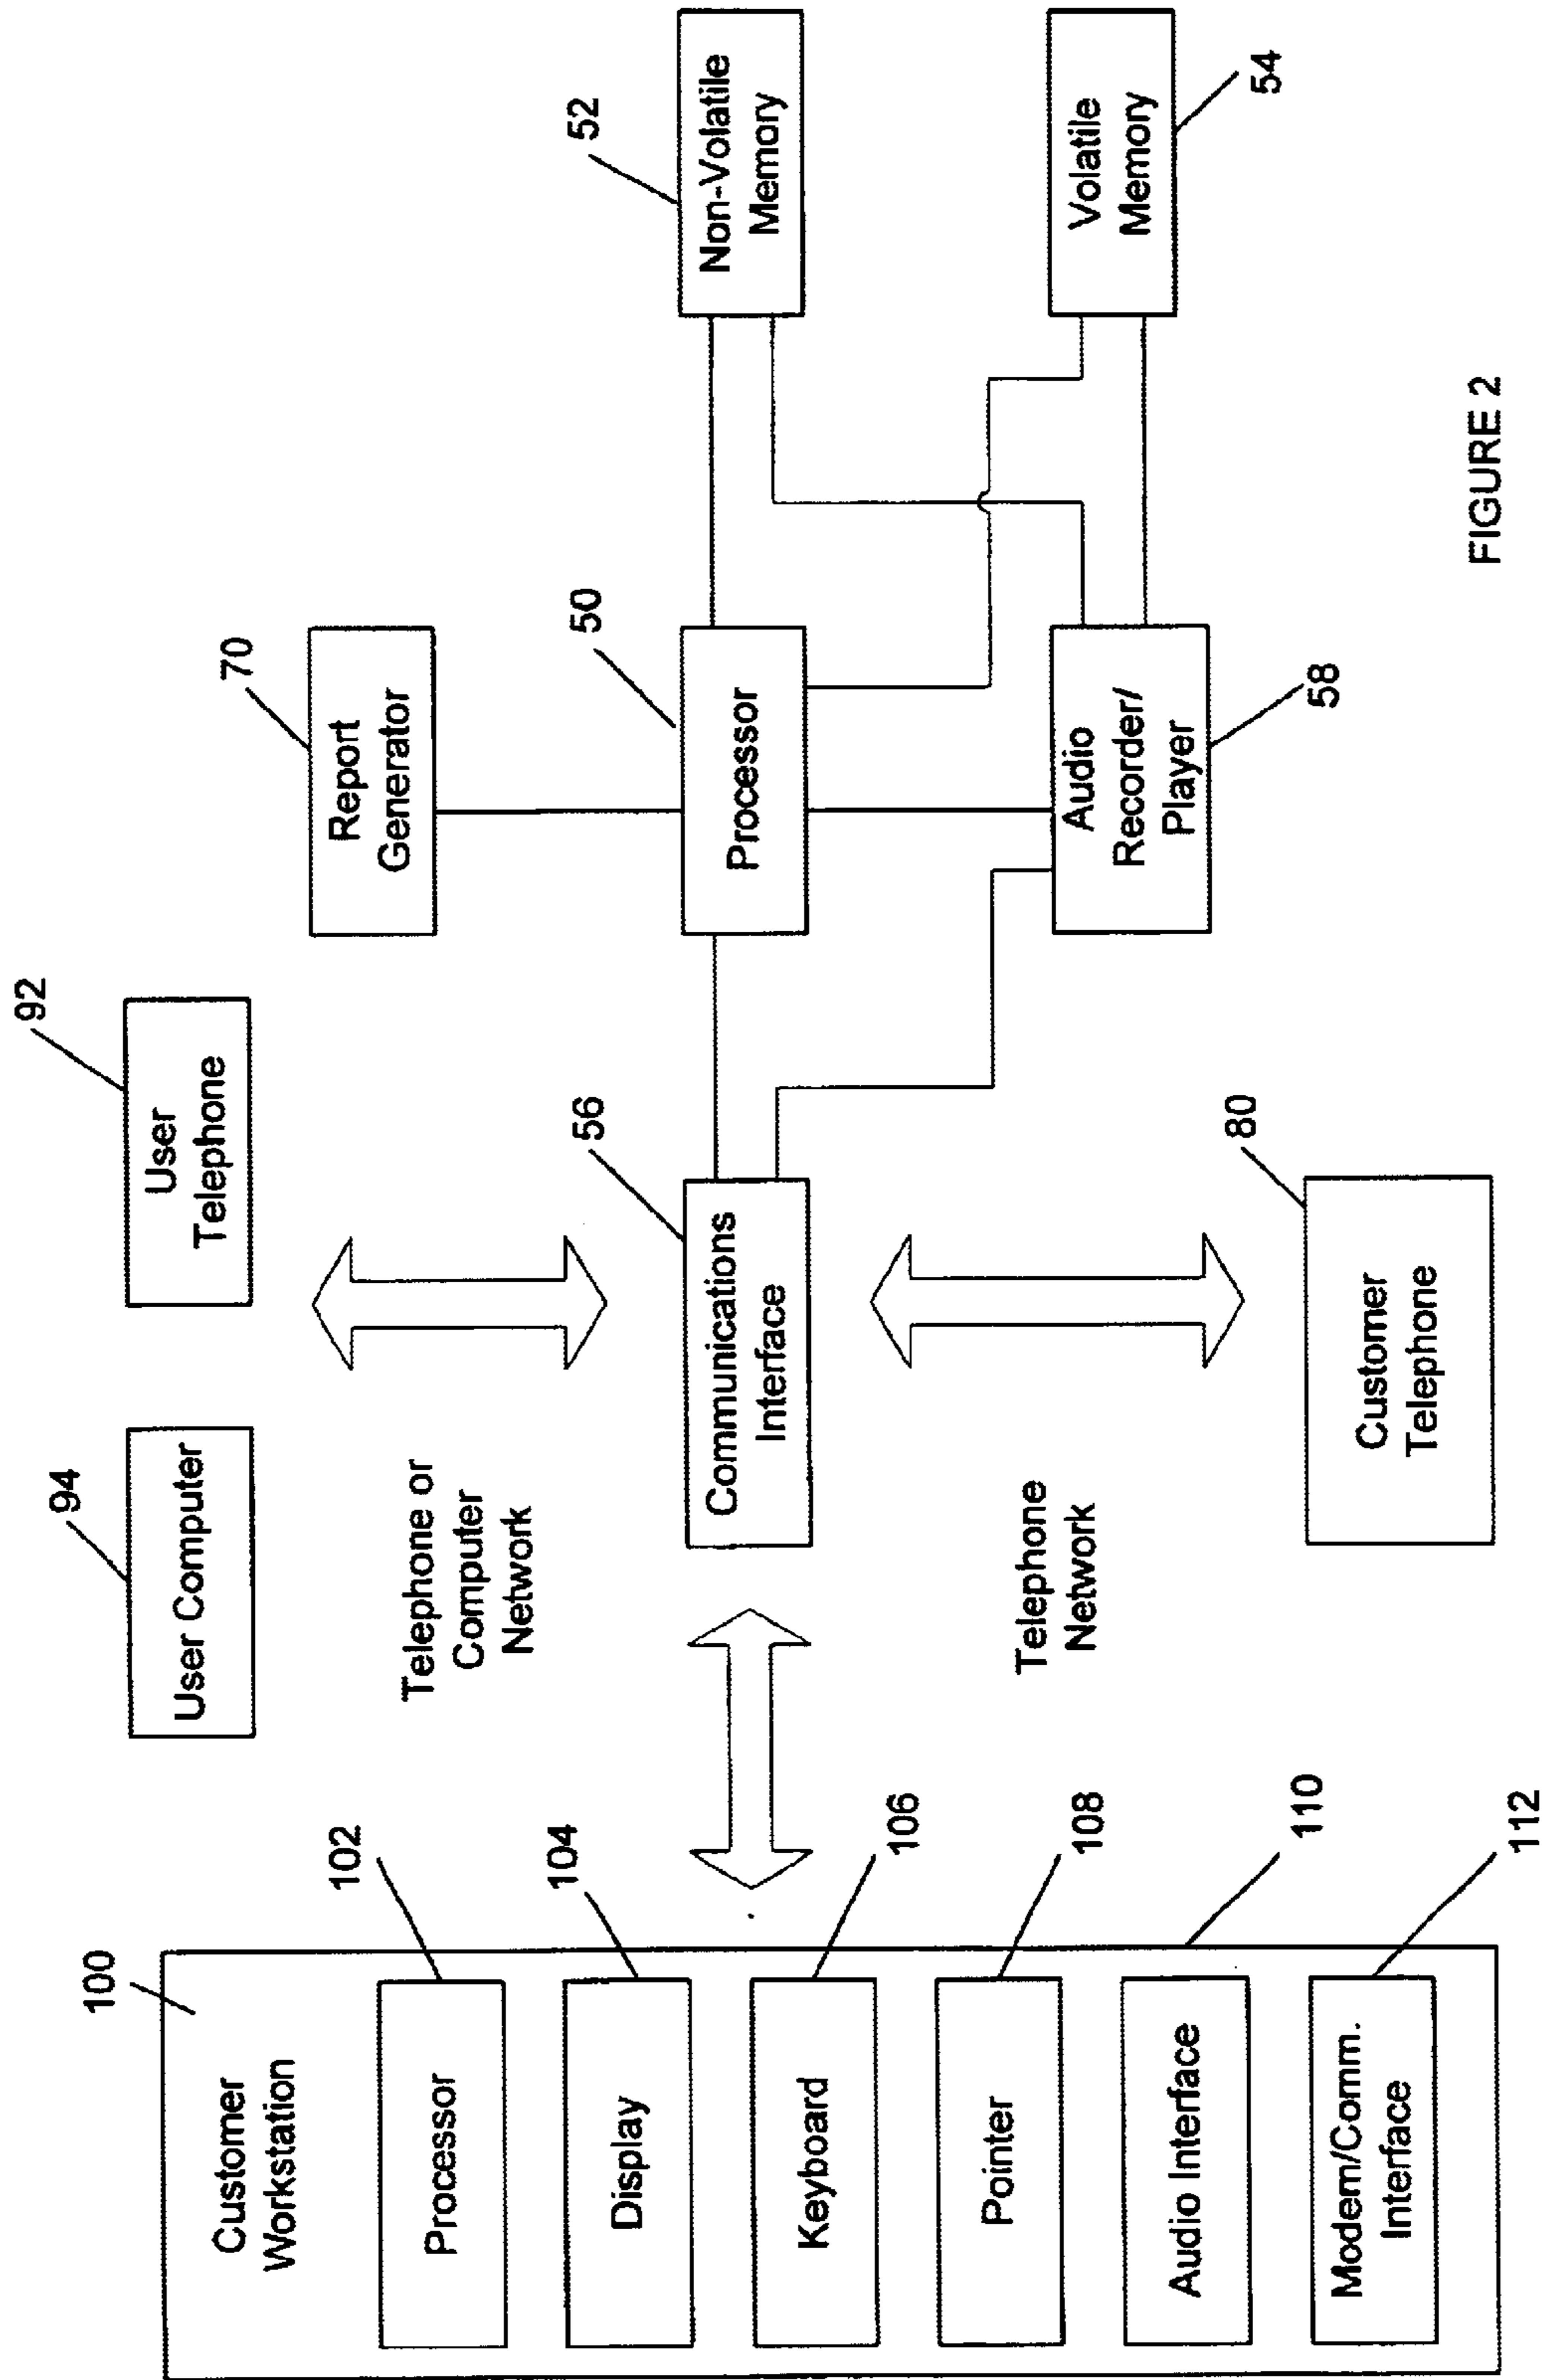 100
Customer
Workstation
102
Processor
104
Display
106
Keyboard
108
Pointer
110
Audio Interface
112
Modem/Comm.
Interface
94
User Computer
92
User
Telephone
Telephone or
Computer
Network
56
Communications
Interface
Telephone
Network
80
Customer
Telephone
70
Report
Generator
50
Processor
58
Audio
Recorder/
Player
52
Non-Volatile
Memory
54
Volatile
Memory
FIGURE 2